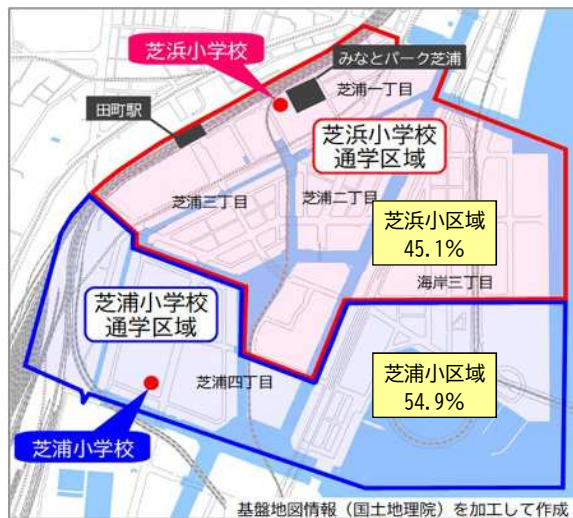 芝浜小学校
みなとパーク芝浦
芝浦一丁目
田町駅
芝浜小学校
通学区域
芝浦三丁目
芝浦二丁目
芝浜小区域
45.1%
海岸三丁目
芝浦小学校
通学区域
芝浦小区域
54.9%
芝浦四丁目
芝浦小学校
基盤地図情報（国土地理院）を加工して作成